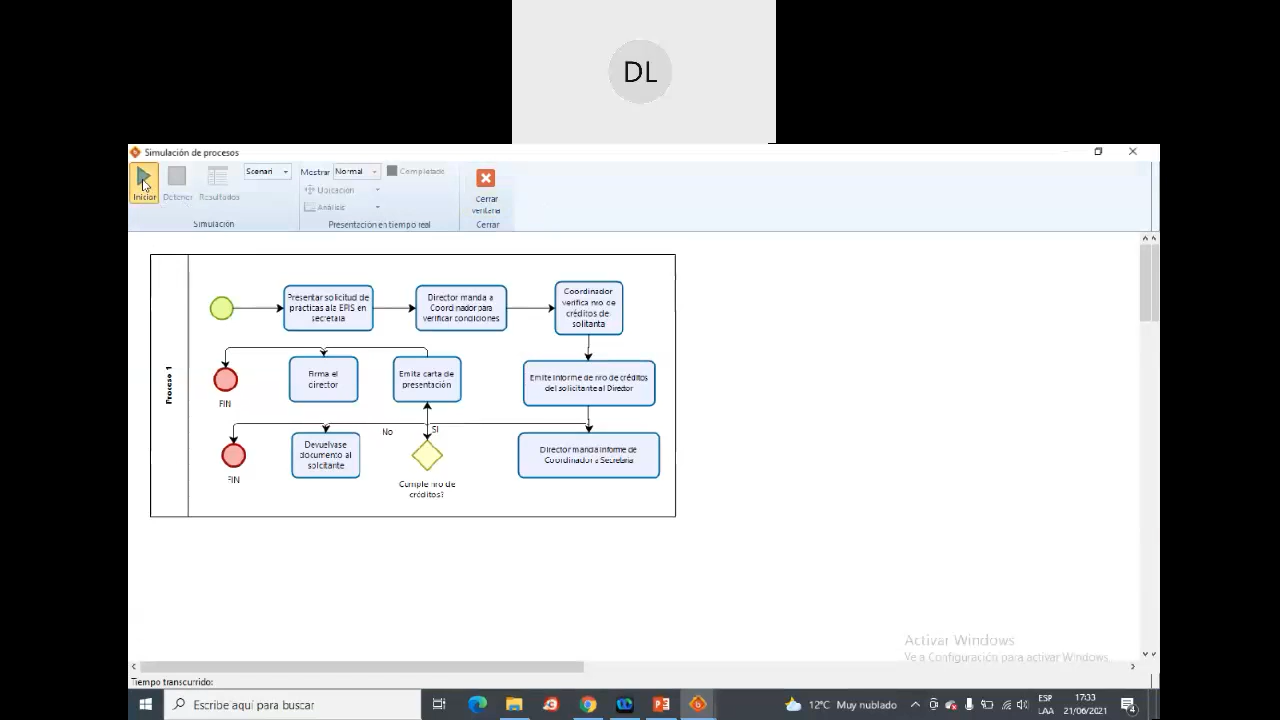 DL
Simulación de procesos
Iniciar
Detener
Resultados
Scenari
Simulación
Mostrar Normal
Completado
Ubicación
Análisis
Presentación en tiempo real
Cerrar
ventana
Cerrar
Proceso 1
Presentar solicitud de
prácticas a la EPIS en
secretaia
Director manda a
Coordinador para
verificar condiciones
Coordinador
verifica nro de
créditos de
solitanta
FIN
Firma el
director
Emita carta de
presentación
Emite informe de nro de créditos
del solicitante al Director
FIN
Devuelvase
documento al
solicitante
No
SI
Cumple nro de
créditos?
Director manda informe de
Coordinador a Secretaria
Activar Windows
Ve a Configuración para activar Windows.
Tiempo transcurrido:
Escribe aquí para buscar
12°C Muy nublado
ESP
LAA
17:33
21/06/2021
4